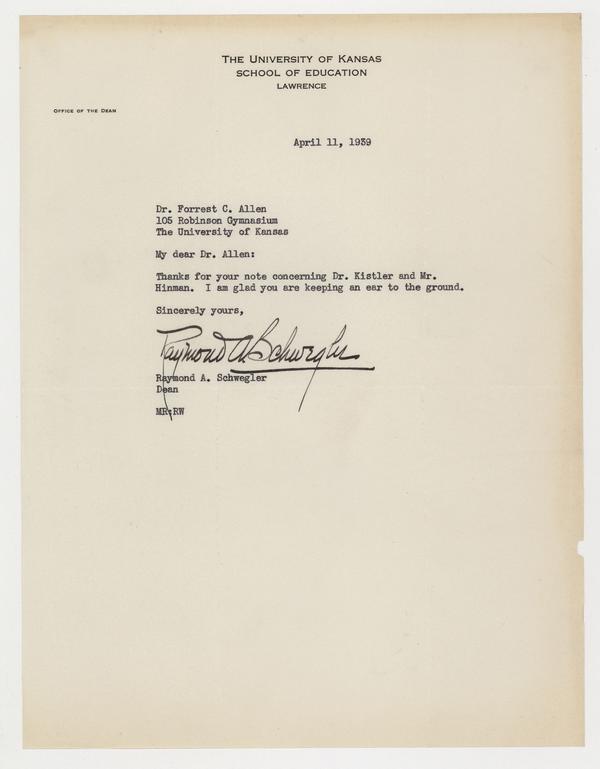 THE UNIVERSITY OF KANSAS
SCHOOL OF EDUCATION
LAWRENCE
OFFICE OF THE DEAN
April 11, 1939
Dr. Forrest C. Allen
105 Robinson Gymnasium
The University of Kansas
My dear Dr. Allen:
Thanks for your note concerning Dr. Kistler and Mr.
Hinman. I am glad you are keeping an ear to the ground.
Sincerely yours,
Raymond A. Schwegler
Raymond A. Schwegler
Dean
MR:RW